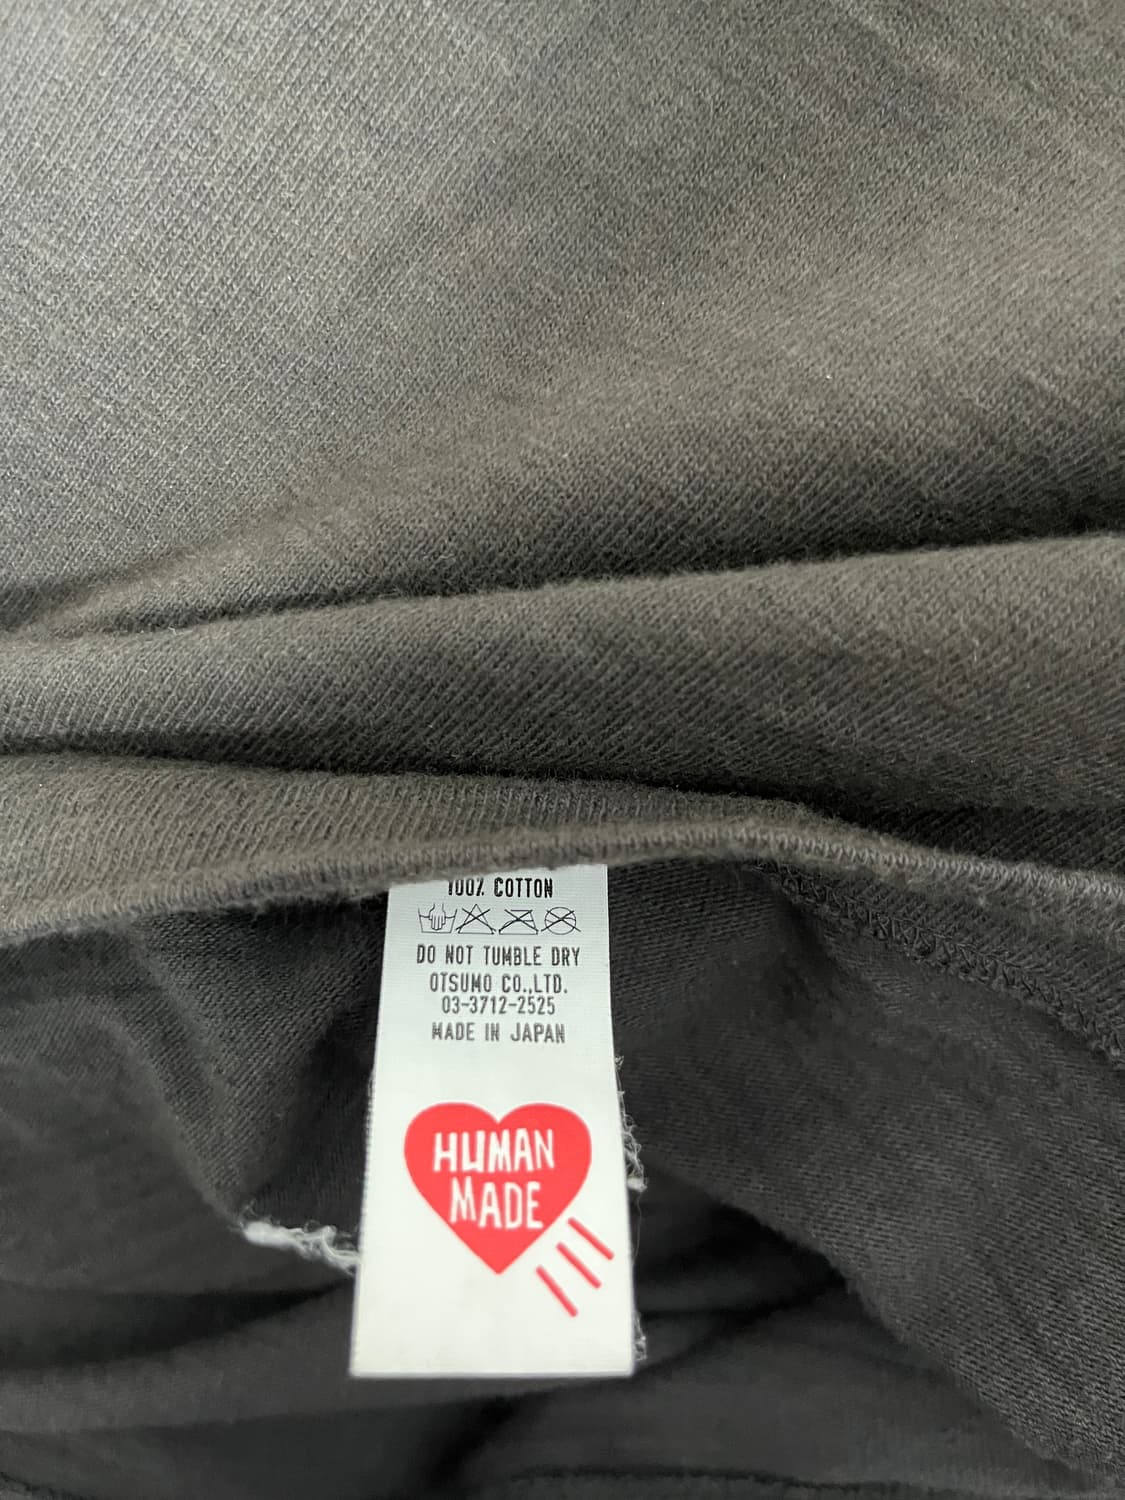 100% COTTON
DO NOT TUMBLE DRY
OTSUMO CO.,LTD.
03-3712-2525
MADE IN JAPAN
HUMAN
MADE